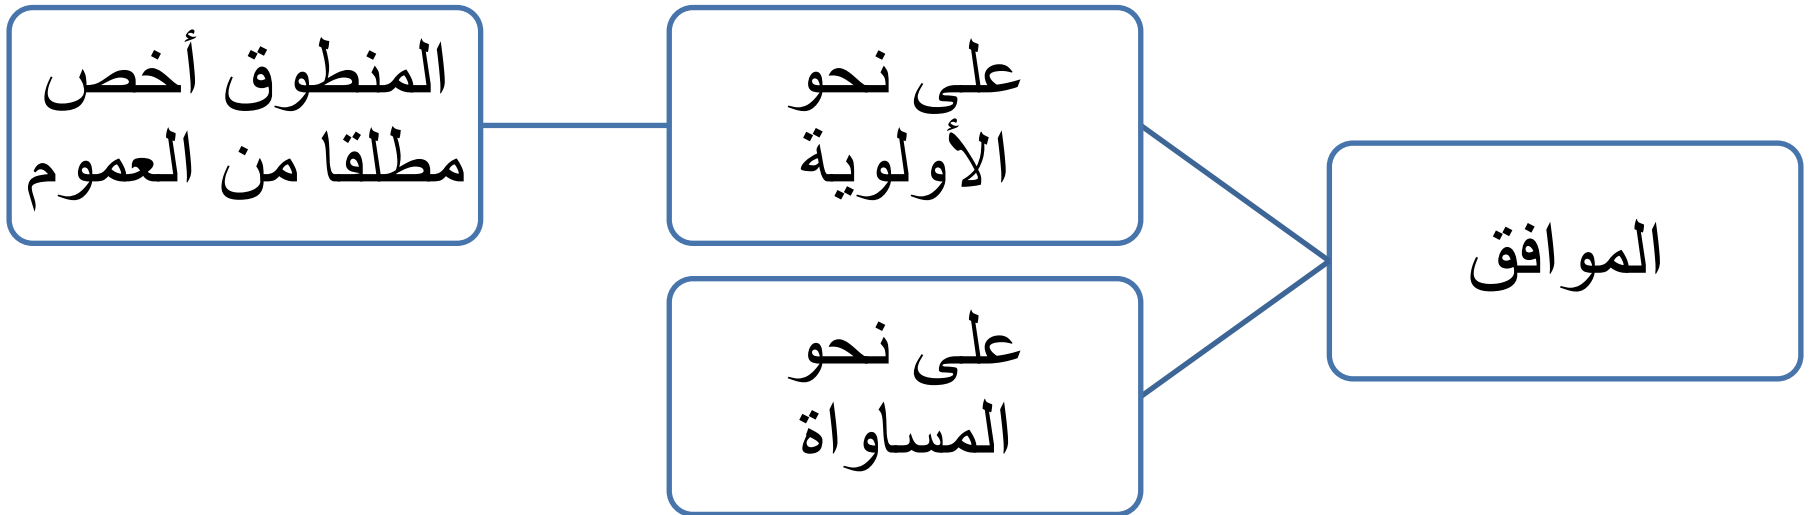 الموافق
على نحو
الأولوية
المنطوق أخص
مطلقا من العموم
على نحو
المساواة